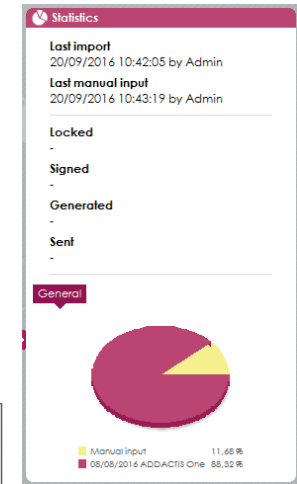 Statistics
Last import
20/09/2016 10:42:05 by Admin
Last manual input
20/09/2016 10:43:19 by Admin
Locked
-
Signed
-
Generated
-
Sent
-
General
Manual input 11,68 %
08/08/2016 ADDACTIS One 88,32 %